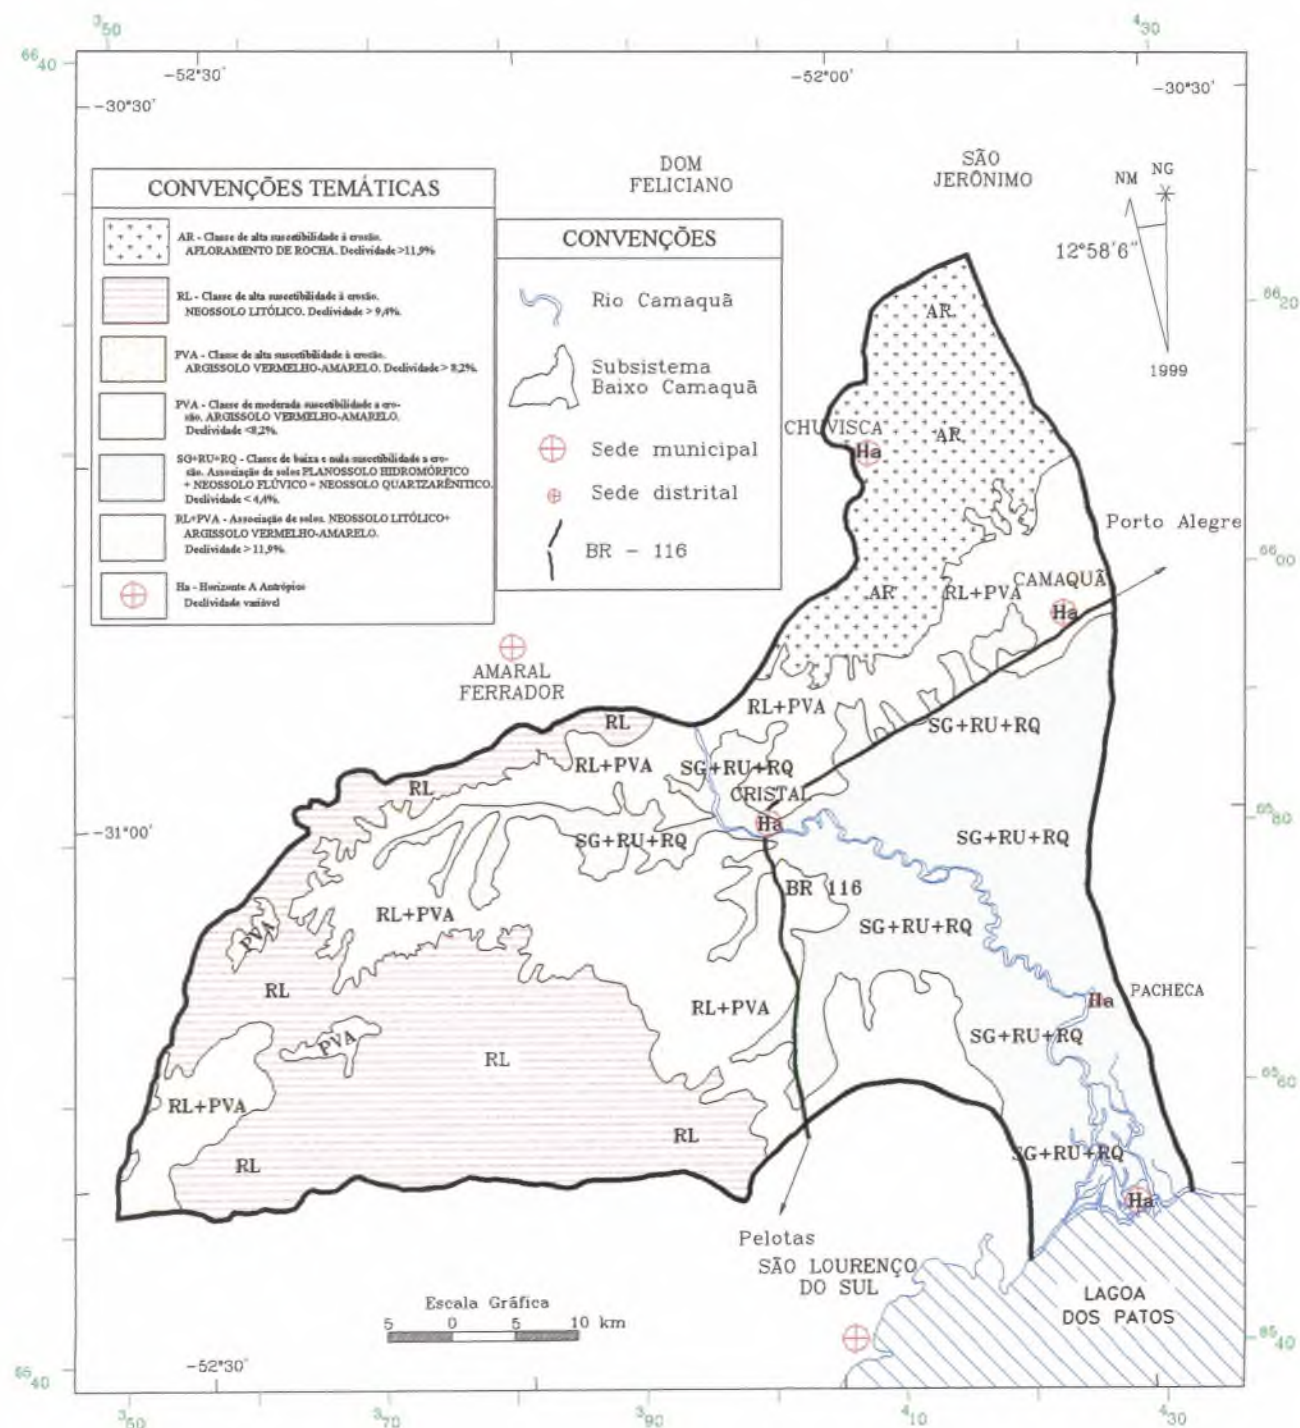 350
430
6640
-52°30'
-52°00'
-30°30'
-30°30'
DOM
FELICIANO
SÃO
JERÔNIMO
NM
NG
12°58'6"
1999
CONVENÇÕES TEMÁTICAS
AR - Classe de alta suscetibilidade à erosão.
AFLORAMENTO DE ROCHA. Declividade >11,9%
RL - Classe de alta suscetibilidade à erosão.
NEOSSOLO LITÓLICO. Declividade > 9,4%.
PVA - Classe de alta suscetibilidade à erosão.
ARGISSOLO VERMELHO-AMARELO. Declividade > 8,2%.
PVA - Classe de moderada suscetibilidade a ero-
são. ARGISSOLO VERMELHO-AMARELO.
Declividade <8,2%.
SG+RU+RQ - Classe de baixa e nula suscetibilidade a ero-
são. Associação de solos PLANOSSOLO HIDROMÓRFICO
+ NEOSSOLO FLÚVICO + NEOSSOLO QUARTZARÊNITICO.
Declividade < 4,4%.
RL+PVA - Associação de solos. NEOSSOLO LITÓLICO+
ARGISSOLO VERMELHO-AMARELO.
Declividade > 11,9%.
Ha - Horizonte A Antrópico
Declividade variável
CONVENÇÕES
Rio Camaquã
Subsistema
Baixo Camaquã
Sede municipal
Sede distrital
BR - 116
6620
AR
CHUVISCA
Ha
AR
Porto Alegre
6600
CAMAQUÃ
RL+PVA
AR
Ha
AMARAL
FERRADOR
RL+PVA
RL
SG+RU+RQ
RL+PVA
SG+RU+RQ
RL
CRISTAL
6580
Ha
-31°00'
SG+RU+RQ
SG+RU+RQ
BR 116
RL+PVA
SG+RU+RQ
PVA
RL
PACHECA
Ha
RL+PVA
SG+RU+RQ
PVA
RL
6560
RL+PVA
RL
SG+RU+RQ
RL
Ha
Pelotas
SÃO LOURENÇO
DO SUL
LAGOA
DOS PATOS
Escala Gráfica
5 0 5 10 km
6540
-52°30'
6540
350
370
390
410
430